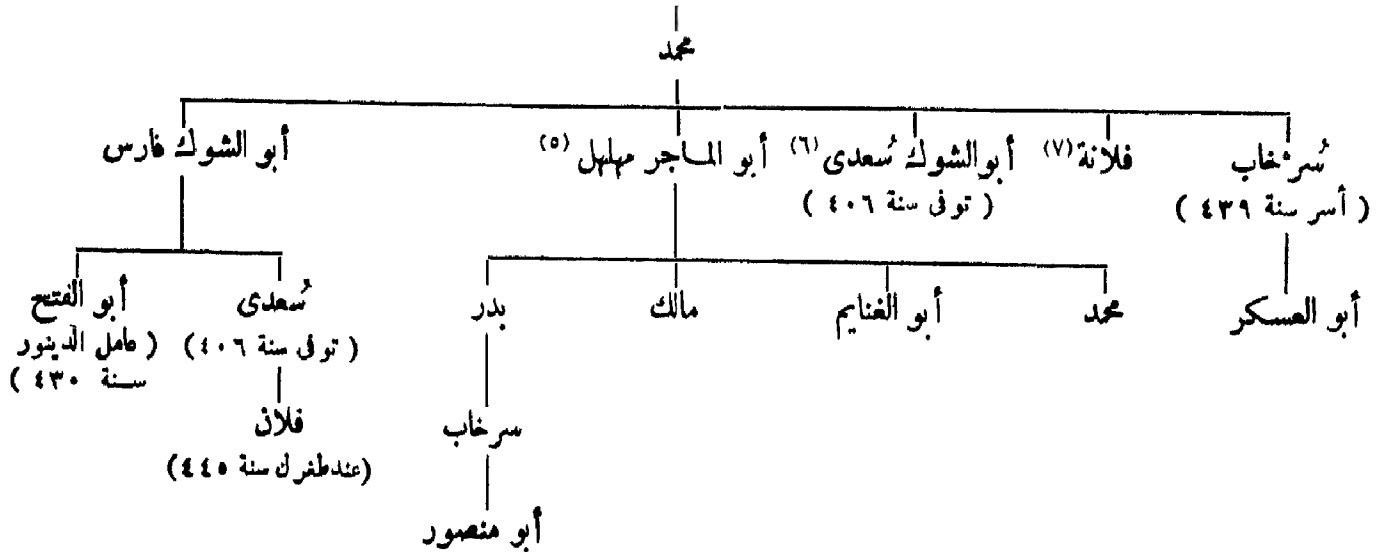 محمد
سُرخاب
( أسر سنة ٤٣٩ )
فلانة (٧)
أبو الشوك سُعدى (٦)
( توفى سنة ٤٠٦ )
أبو الماجر مهلهل (٥)
أبو الشوك فارس
أبو العسكر
محمد
أبو الغنايم
مالك
بدر
سُعدى
( توفى سنة ٤٠٦ )
أبو الفتح
( عامل الدينور
سنة ٤٣٠ )
سرخاب
فلان
(عند طغرك سنة ٤٤٥)
أبو منصور